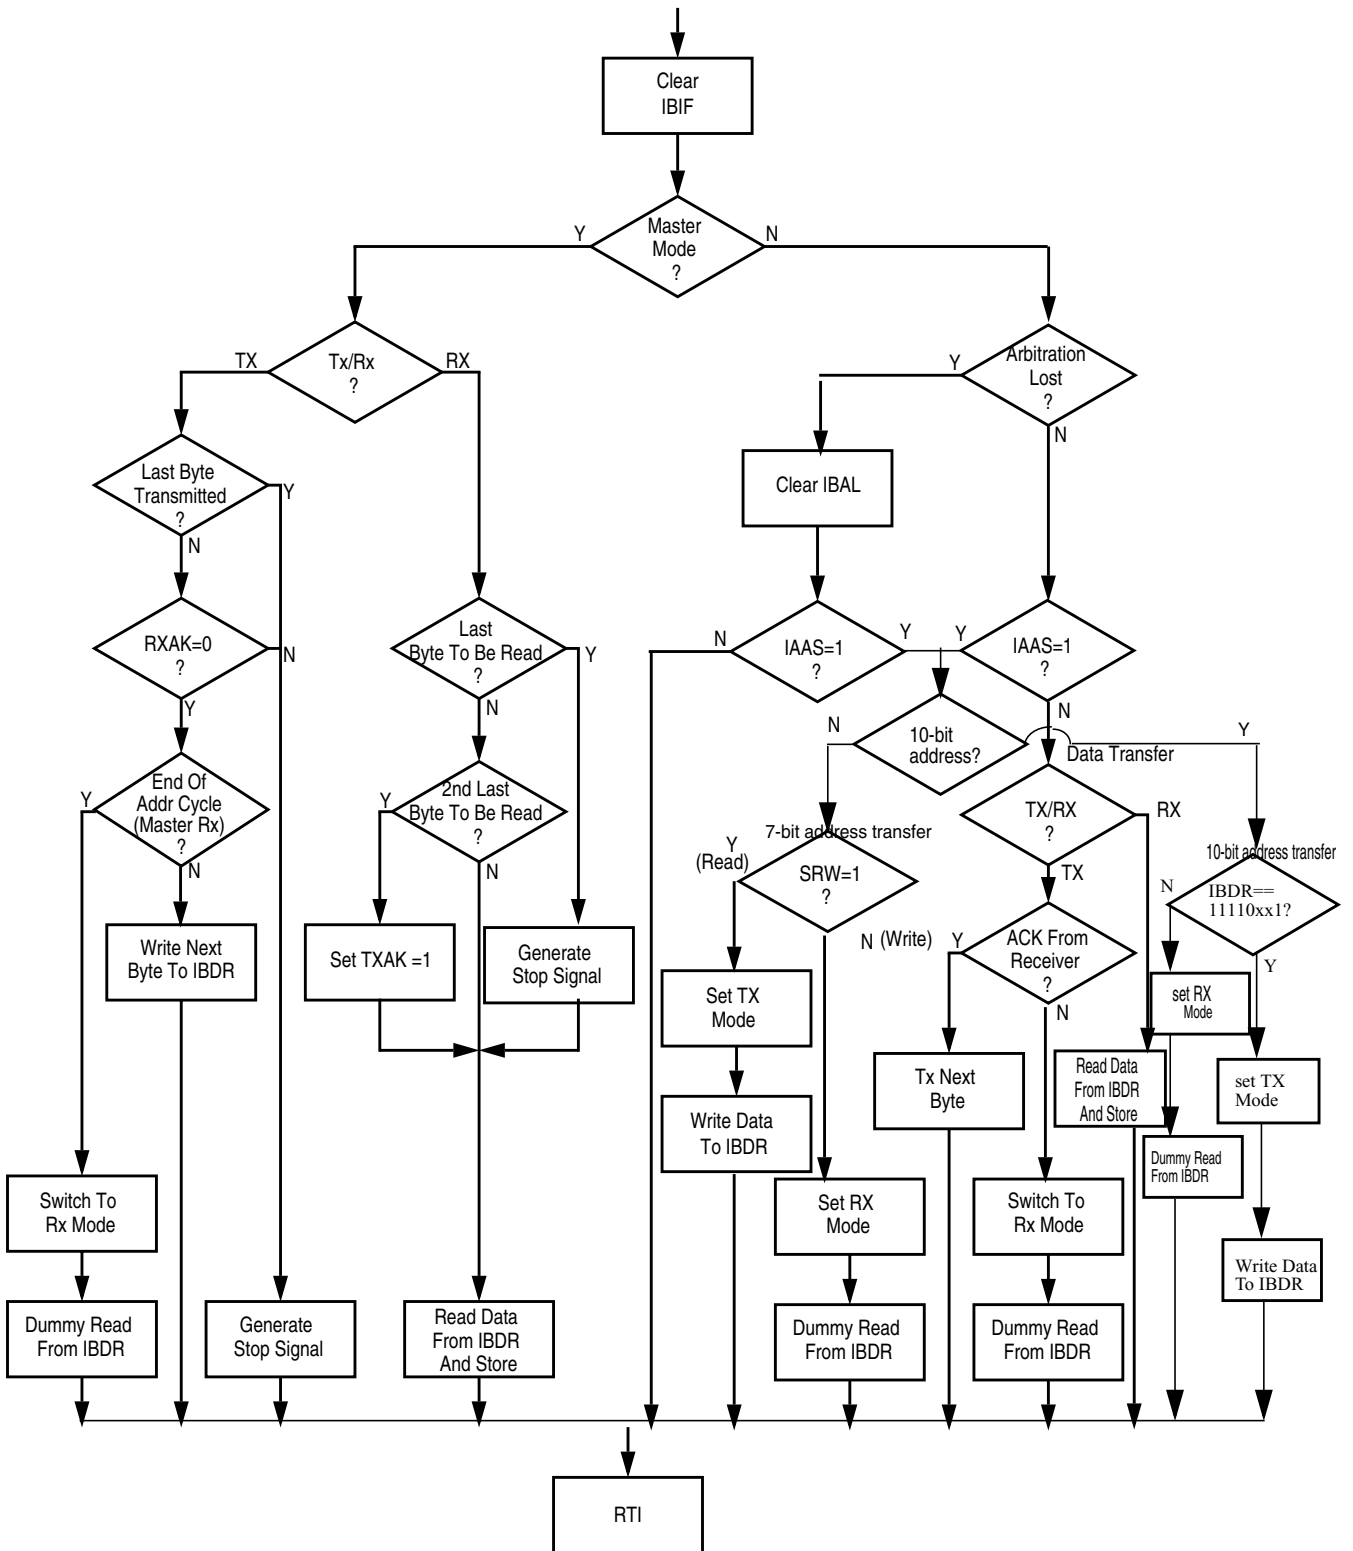 Clear
IBIF
Master
Mode
?
Y
N
Tx/Rx
?
TX
RX
Arbitration
Lost
?
Y
N
Last Byte
Transmitted
?
Y
N
Clear IBAL
RXAK=0
?
N
Y
Last
Byte To Be Read
?
Y
N
IAAS=1
?
N
Y
IAAS=1
?
Y
N
10-bit
address?
N
Y
Data Transfer
End Of
Addr Cycle
(Master Rx)
?
Y
N
2nd Last
Byte To Be Read
?
Y
N
7-bit address transfer
SRW=1
?
Y
(Read)
N (Write)
TX/RX
?
RX
TX
10-bit address transfer
IBDR==
11110xx1?
N
Y
Write Next
Byte To IBDR
Set TXAK =1
Generate
Stop Signal
ACK From
Receiver
?
Y
N
Set TX
Mode
set RX
Mode
Tx Next
Byte
Read Data
From IBDR
And Store
set TX
Mode
Write Data
To IBDR
Dummy Read
From IBDR
Switch To
Rx Mode
Set RX
Mode
Switch To
Rx Mode
Write Data
To IBDR
Dummy Read
From IBDR
Generate
Stop Signal
Read Data
From IBDR
And Store
Dummy Read
From IBDR
Dummy Read
From IBDR
RTI